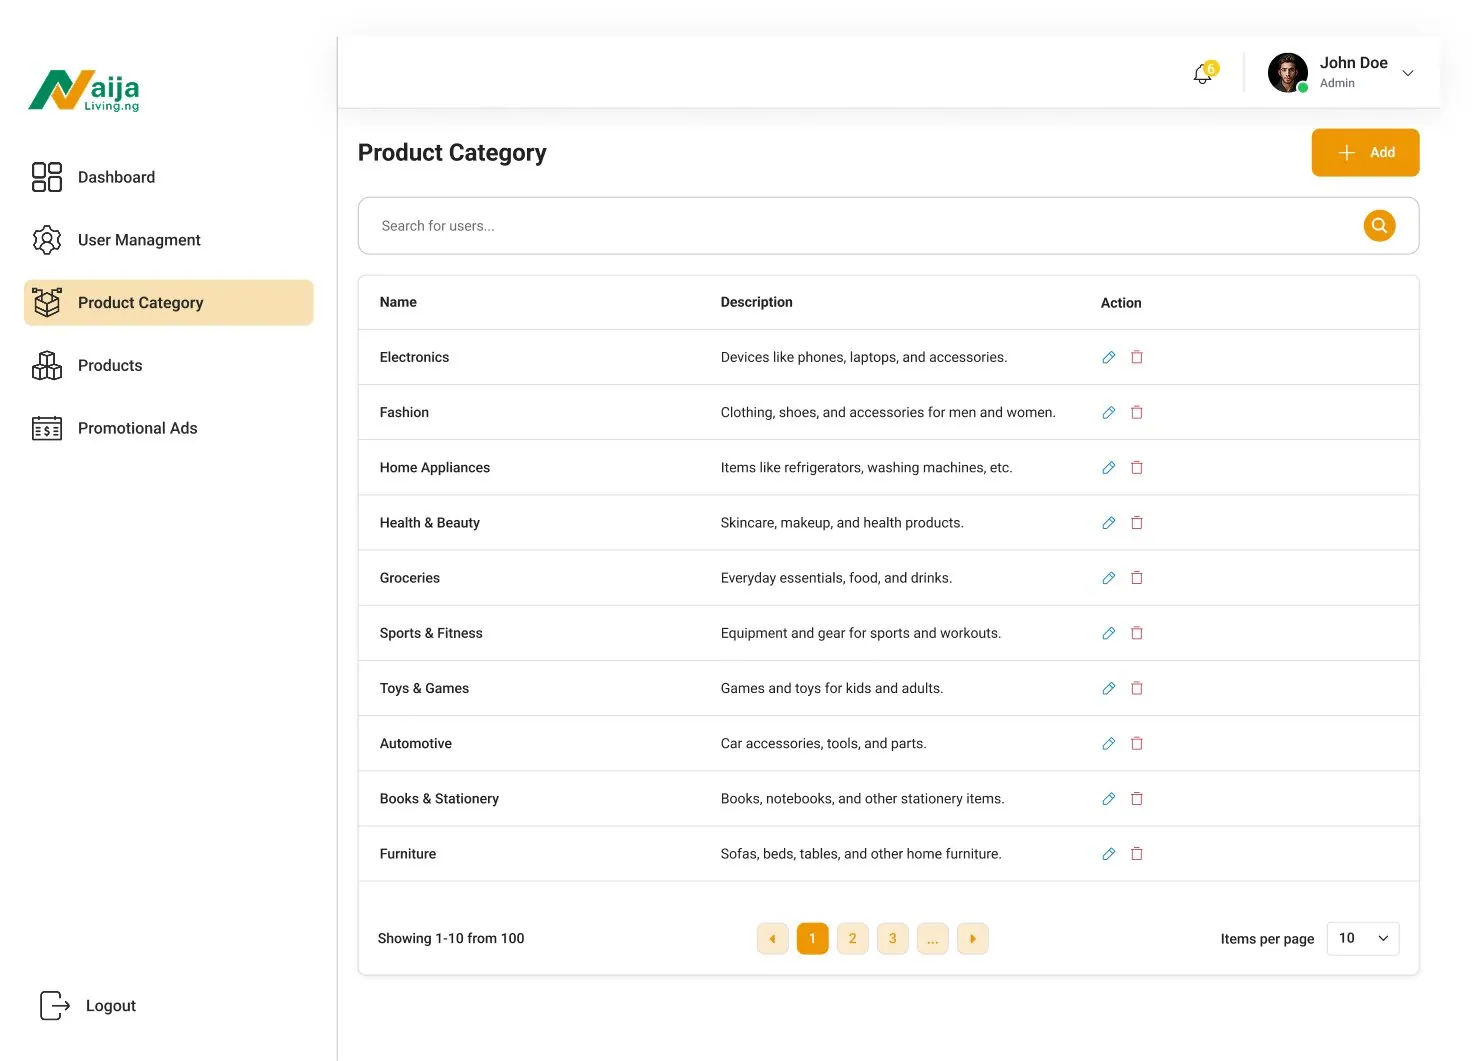 Naija
Living.ng
6
John Doe
Admin
Dashboard
User Managment
Product Category
Products
Promotional Ads
Logout
Product Category
Add
Search for users...
Name Description Action
Electronics Devices like phones, laptops, and accessories.
Fashion Clothing, shoes, and accessories for men and women.
Home Appliances Items like refrigerators, washing machines, etc.
Health & Beauty Skincare, makeup, and health products.
Groceries Everyday essentials, food, and drinks.
Sports & Fitness Equipment and gear for sports and workouts.
Toys & Games Games and toys for kids and adults.
Automotive Car accessories, tools, and parts.
Books & Stationery Books, notebooks, and other stationery items.
Furniture Sofas, beds, tables, and other home furniture.
Showing 1-10 from 100 1 2 3 ... Items per page 10